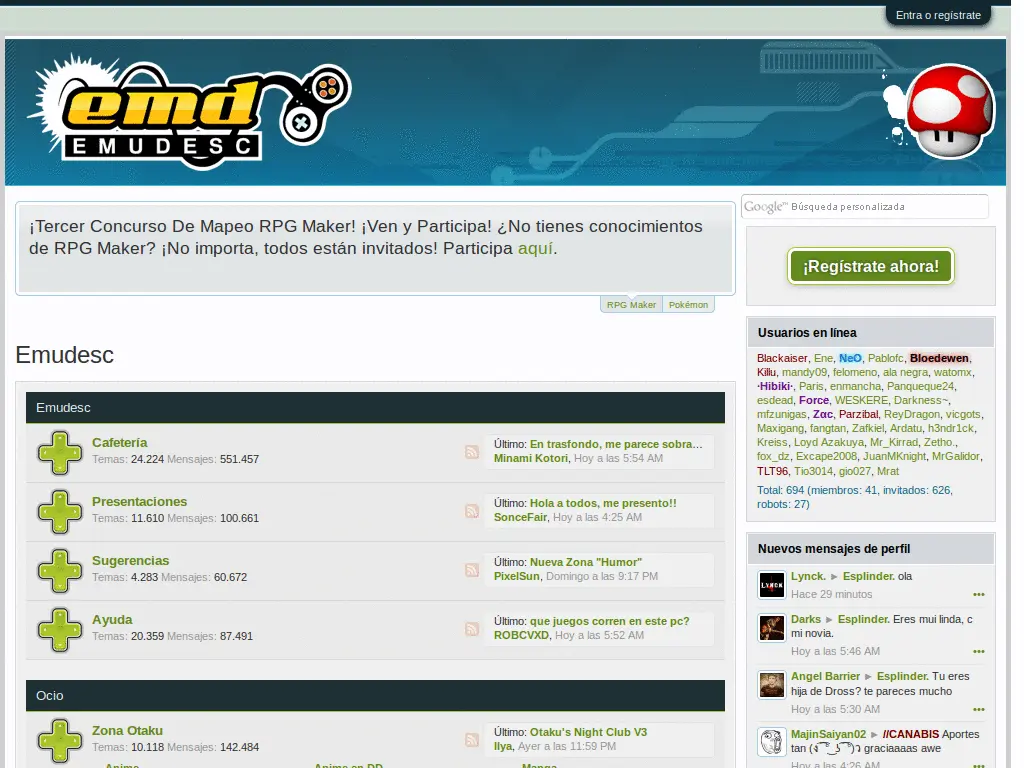 Entra o regístrate
emd
EMUDESC
¡Tercer Concurso De Mapeo RPG Maker! ¡Ven y Participa! ¿No tienes conocimientos
de RPG Maker? ¡No importa, todos están invitados! Participa aquí.
RPG Maker Pokémon
Emudesc
Emudesc
Cafetería
Temas: 24.224 Mensajes: 551.457
Último: En trasfondo, me parece sobra…
Minami Kotori, Hoy a las 5:54 AM
Presentaciones
Temas: 11.610 Mensajes: 100.661
Último: Hola a todos, me presento!!
SonceFair, Hoy a las 4:25 AM
Sugerencias
Temas: 4.283 Mensajes: 60.672
Último: Nueva Zona "Humor"
PixelSun, Domingo a las 9:17 PM
Ayuda
Temas: 20.359 Mensajes: 87.491
Último: que juegos corren en este pc?
ROBCVXD, Hoy a las 5:52 AM
Ocio
Zona Otaku
Temas: 10.118 Mensajes: 142.484
Último: Otaku's Night Club V3
Ilya, Ayer a las 11:59 PM
Anime Anime en DD Manga
Google™ Búsqueda personalizada
¡Regístrate ahora!
Usuarios en línea
Blackaiser, Ene, NeO, Pablofc, Bloedewen,
Killu, mandy09, felomeno, ala negra, watomx,
·Hibiki·, Paris, enmancha, Panqueque24,
esdead, Force, WESKERE, Darkness~,
mfzunigas, Zαc, Parzibal, ReyDragon, vicgots,
Maxigang, fangtan, Zafkiel, Ardatu, h3ndr1ck,
Kreiss, Loyd Azakuya, Mr_Kirrad, Zetho.,
fox_dz, Excape2008, JuanMKnight, MrGalidor,
TLT96, Tio3014, gio027, Mrat
Total: 694 (miembros: 41, invitados: 626,
robots: 27)
Nuevos mensajes de perfil
LYNCK
Lynck. ► Esplinder. ola
Hace 29 minutos •••
Darks ► Esplinder. Eres mui linda, c
mi novia.
Hoy a las 5:46 AM •••
Angel Barrier ► Esplinder. Tu eres
hija de Dross? te pareces mucho
Hoy a las 5:30 AM •••
MajinSaiyan02 ► //CANABIS Aportes
tan (ง ͠° ͟ʖ ͡°)ว graciaaaas awe
Hoy a las 4:26 AM •••